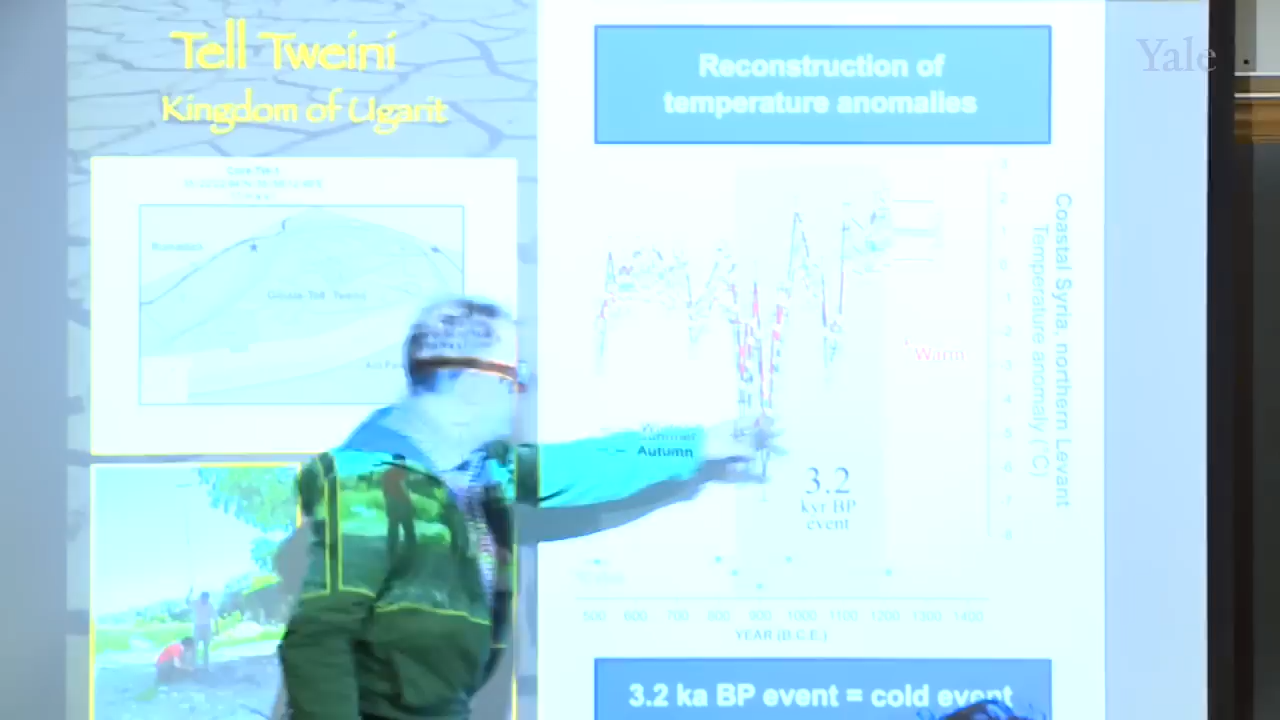 Tell Tweini
Kingdom of Ugarit
Reconstruction of
temperature anomalies
Yale
Coastal Syria, northern Levant
Temperature anomaly (°C)
Warm
Summer
Autumn
3.2
kyr BP
event
500 600 700 800 900 1000 1100 1200 1300 1400
YEAR (B.C.E.)
3.2 ka BP event = cold event